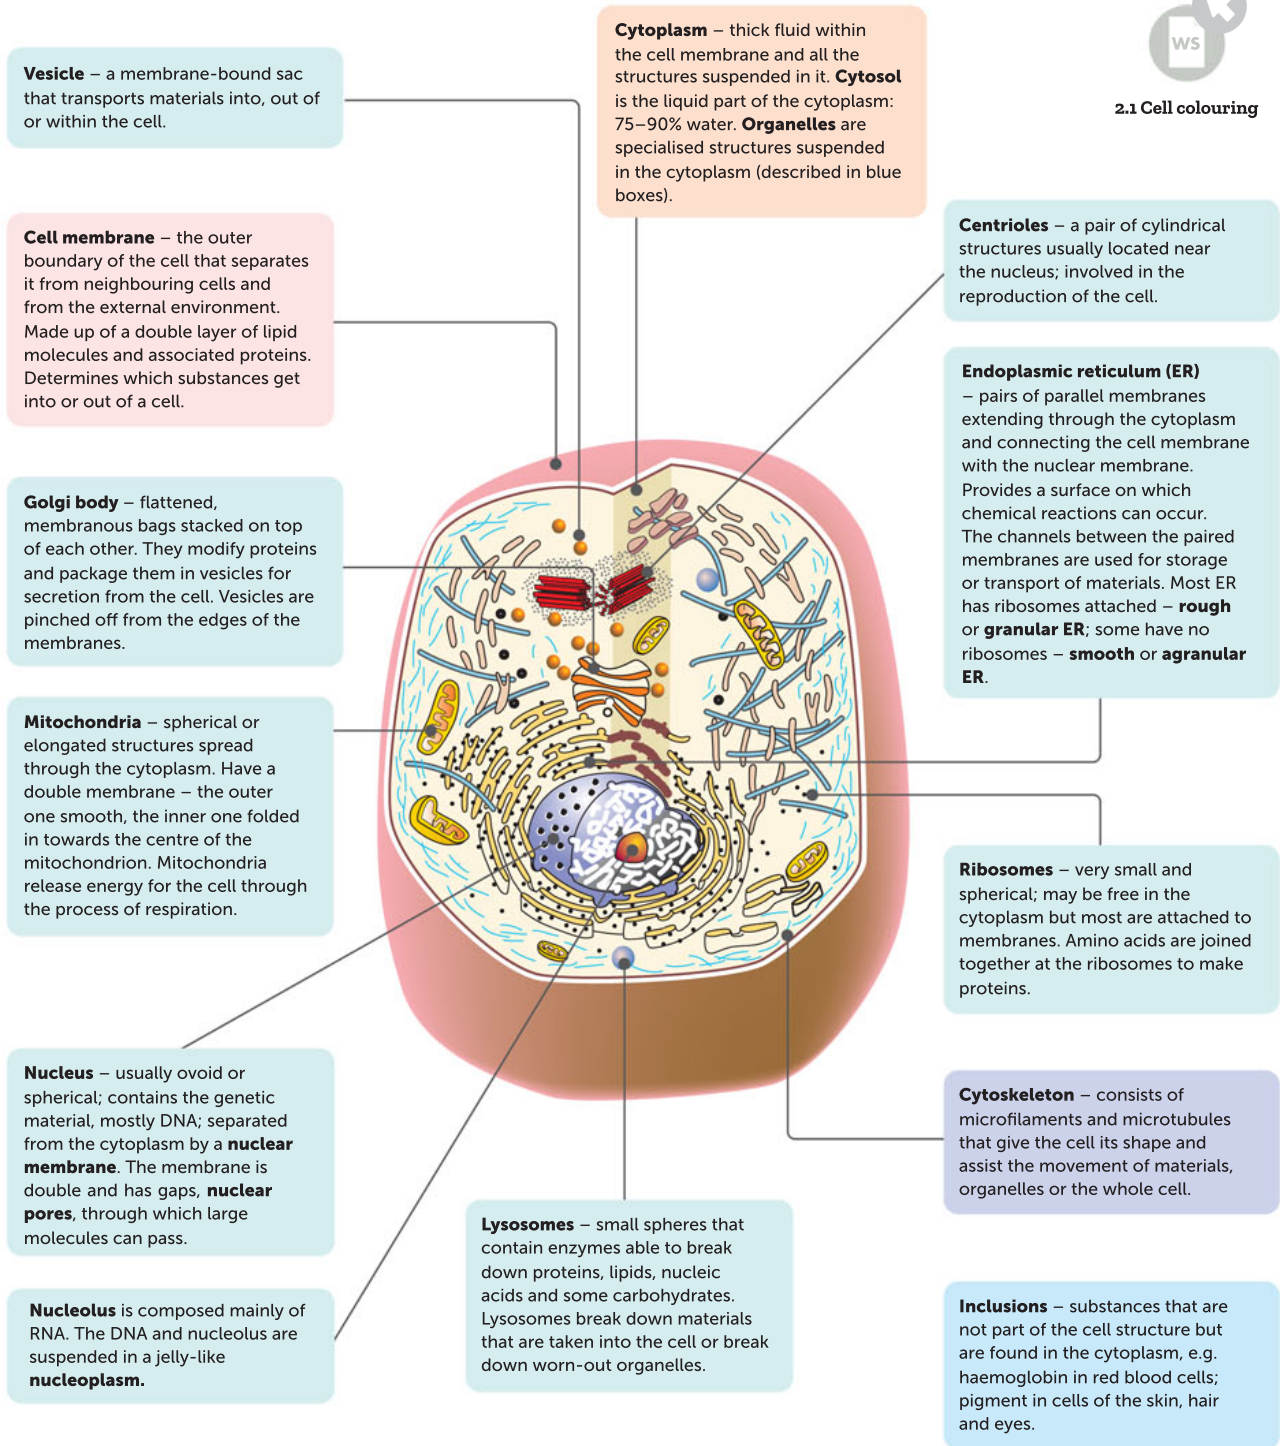 Vesicle – a membrane-bound sac
that transports materials into, out of
or within the cell.
Cytoplasm – thick fluid within
the cell membrane and all the
structures suspended in it. Cytosol
is the liquid part of the cytoplasm:
75–90% water. Organelles are
specialised structures suspended
in the cytoplasm (described in blue
boxes).
WS
2.1 Cell colouring
Cell membrane – the outer
boundary of the cell that separates
it from neighbouring cells and
from the external environment.
Made up of a double layer of lipid
molecules and associated proteins.
Determines which substances get
into or out of a cell.
Centrioles – a pair of cylindrical
structures usually located near
the nucleus; involved in the
reproduction of the cell.
Endoplasmic reticulum (ER)
– pairs of parallel membranes
extending through the cytoplasm
and connecting the cell membrane
with the nuclear membrane.
Provides a surface on which
chemical reactions can occur.
The channels between the paired
membranes are used for storage
or transport of materials. Most ER
has ribosomes attached – rough
or granular ER; some have no
ribosomes – smooth or agranular
ER.
Golgi body – flattened,
membranous bags stacked on top
of each other. They modify proteins
and package them in vesicles for
secretion from the cell. Vesicles are
pinched off from the edges of the
membranes.
Mitochondria – spherical or
elongated structures spread
through the cytoplasm. Have a
double membrane – the outer
one smooth, the inner one folded
in towards the centre of the
mitochondrion. Mitochondria
release energy for the cell through
the process of respiration.
Ribosomes – very small and
spherical; may be free in the
cytoplasm but most are attached to
membranes. Amino acids are joined
together at the ribosomes to make
proteins.
Nucleus – usually ovoid or
spherical; contains the genetic
material, mostly DNA; separated
from the cytoplasm by a nuclear
membrane. The membrane is
double and has gaps, nuclear
pores, through which large
molecules can pass.
Cytoskeleton – consists of
microfilaments and microtubules
that give the cell its shape and
assist the movement of materials,
organelles or the whole cell.
Lysosomes – small spheres that
contain enzymes able to break
down proteins, lipids, nucleic
acids and some carbohydrates.
Lysosomes break down materials
that are taken into the cell or break
down worn-out organelles.
Nucleolus is composed mainly of
RNA. The DNA and nucleolus are
suspended in a jelly-like
nucleoplasm.
Inclusions – substances that are
not part of the cell structure but
are found in the cytoplasm, e.g.
haemoglobin in red blood cells;
pigment in cells of the skin, hair
and eyes.